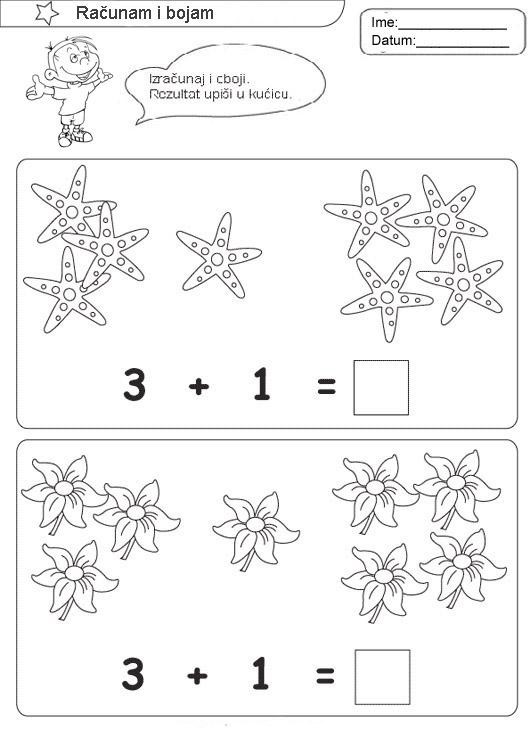 Računam i bojam
Ime:_______________
Datum:_____________
Izračunaj i oboji.
Rezultat upiši u kućicu.
3 + 1 =
3 + 1 =